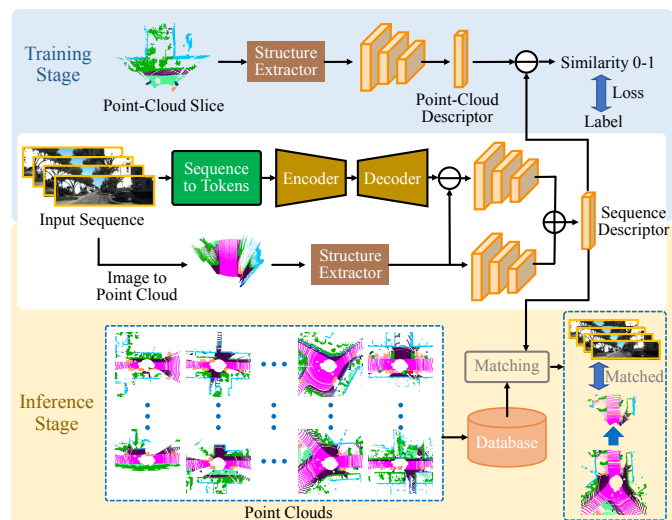 Training
Stage
Point-Cloud Slice
Structure
Extractor
Point-Cloud
Descriptor
Similarity 0-1
Loss
Label
Input Sequence
Sequence
to Tokens
Encoder
Decoder
Sequence
Descriptor
Image to
Point Cloud
Structure
Extractor
Inference
Stage
Point Clouds
Matching
Database
Matched